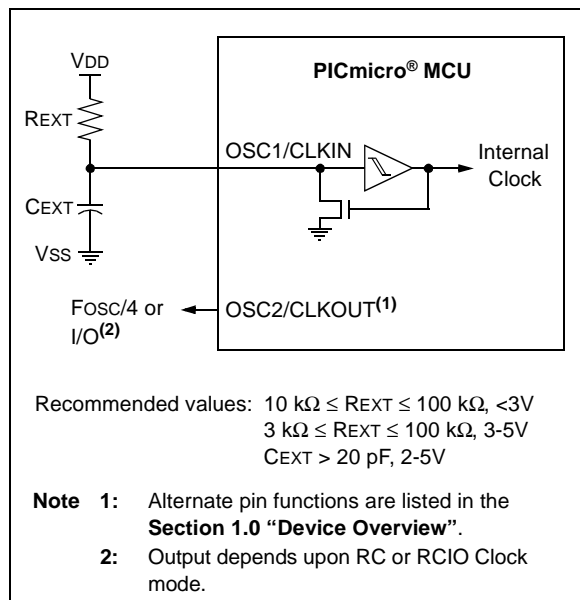 VDD
PICmicro® MCU
REXT
OSC1/CLKIN
Internal
Clock
CEXT
VSS
FOSC/4 or
I/O(2)
OSC2/CLKOUT(1)
Recommended values: 10 kΩ ≤ REXT ≤ 100 kΩ, <3V
3 kΩ ≤ REXT ≤ 100 kΩ, 3-5V
CEXT > 20 pF, 2-5V
Note 1: Alternate pin functions are listed in the
Section 1.0 “Device Overview”.
2: Output depends upon RC or RCIO Clock
mode.